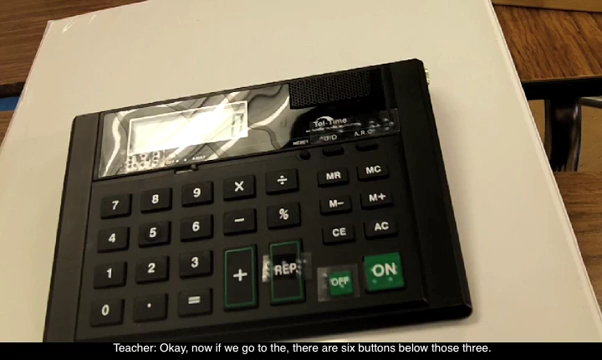 Tel-Time
7 8 9 X ÷ MR MC
4 5 6 − % M− M+
1 2 3 + REP CE AC
0 . = OFF ON
Teacher: Okay, now if we go to the, there are six buttons below those three.